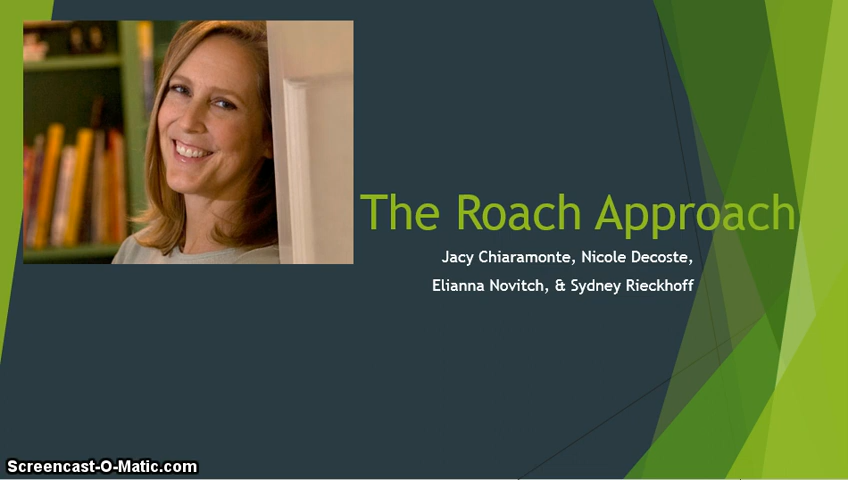 The Roach Approach
Jacy Chiaramonte, Nicole Decoste,
Elianna Novitch, & Sydney Rieckhoff
Screencast-O-Matic.com